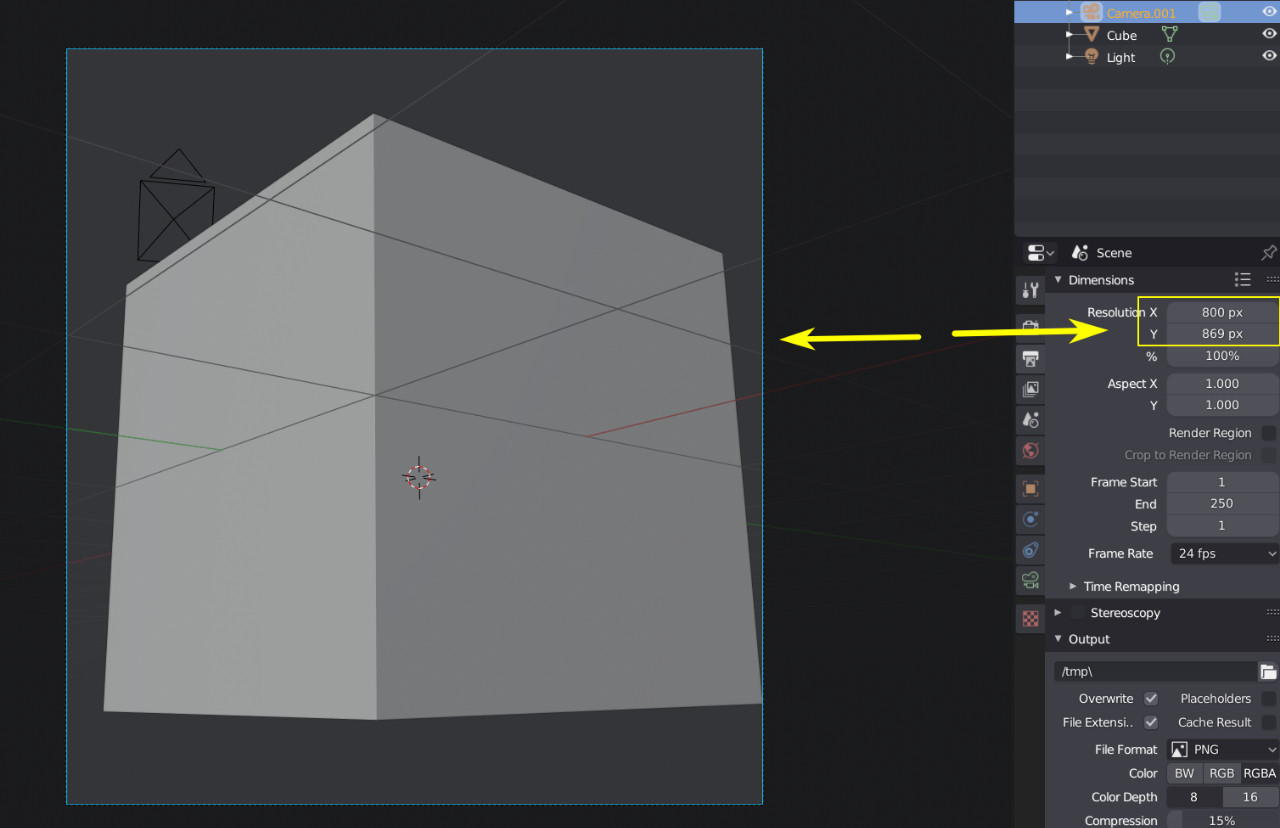 Camera.001
Cube
Light
Scene
Dimensions
Resolution X 800 px
Y 869 px
% 100%
Aspect X 1.000
Y 1.000
Render Region
Crop to Render Region
Frame Start 1
End 250
Step 1
Frame Rate 24 fps
Time Remapping
Stereoscopy
Output
/tmp\
Overwrite Placeholders
File Extensi.. Cache Result
File Format PNG
Color BW RGB RGBA
Color Depth 8 16
Compression 15%